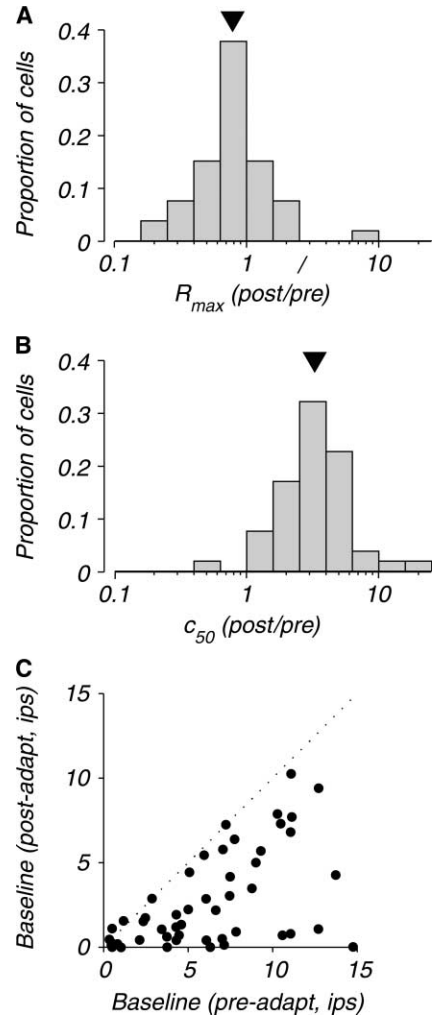 A
Proportion of cells
0.4
0.3
0.2
0.1
0
0.1 1 / 10
Rmax (post/pre)
B
Proportion of cells
0.4
0.3
0.2
0.1
0
0.1 1 10
c50 (post/pre)
C
Baseline (post-adapt, ips)
15
10
5
0
0 5 10 15
Baseline (pre-adapt, ips)